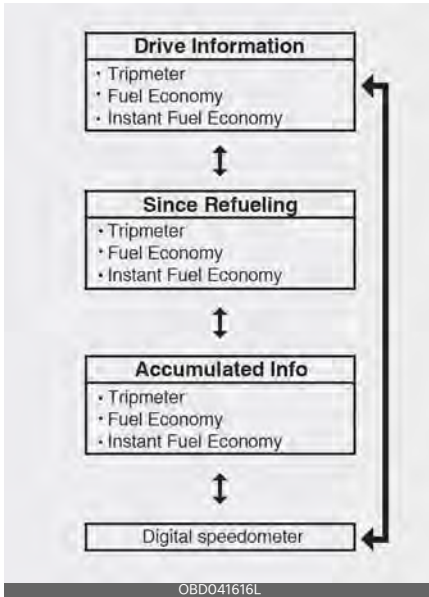 Drive Information
· Tripmeter
· Fuel Economy
· Instant Fuel Economy
Since Refueling
· Tripmeter
· Fuel Economy
· Instant Fuel Economy
Accumulated Info
· Tripmeter
· Fuel Economy
· Instant Fuel Economy
Digital speedometer
OBD041616L